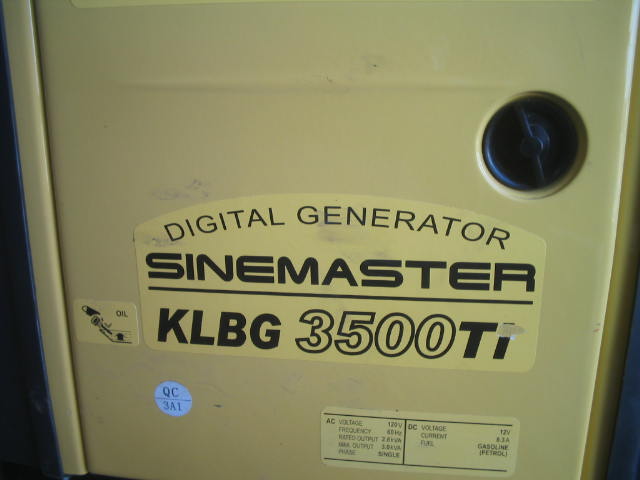 DIGITAL GENERATOR
SINEMASTER
KLBG 3500Ti
OIL
QC
3A1
AC VOLTAGE 120V
FREQUENCY 60Hz
RATED OUTPUT 2.8kVA
MAX. OUTPUT 3.0kVA
PHASE SINGLE
DC VOLTAGE 12V
CURRENT 8.3A
FUEL GASOLINE
(PETROL)